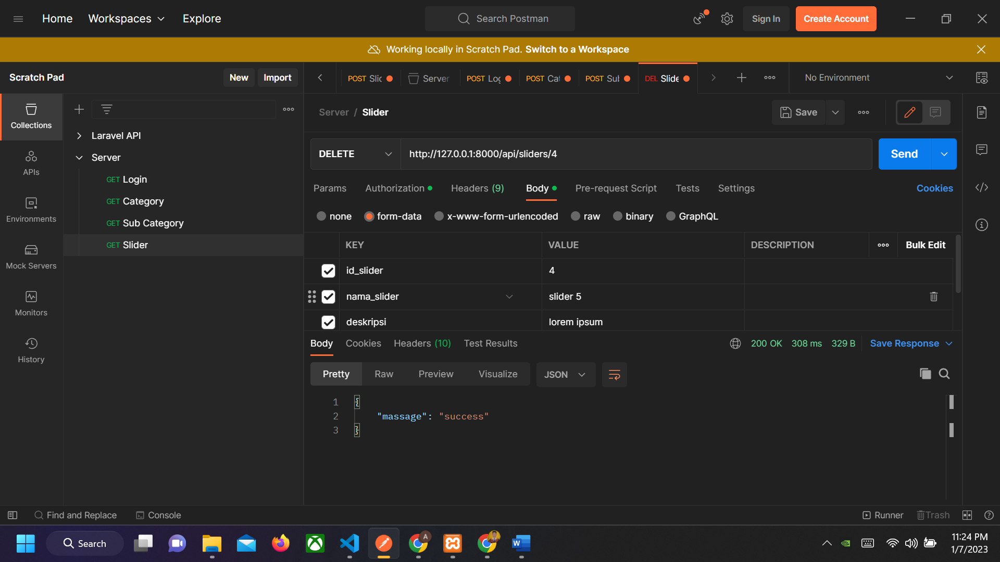 Home
Workspaces
Explore
Search Postman
Sign In
Create Account
Working locally in Scratch Pad. Switch to a Workspace
Scratch Pad
New
Import
POST Slic
Server
POST Log
POST Cat
POST Sul
DEL Slide
No Environment
Collections
APIs
Environments
Mock Servers
Monitors
History
Laravel API
Server
GET Login
GET Category
GET Sub Category
GET Slider
Server / Slider
Save
DELETE
http://127.0.0.1:8000/api/sliders/4
Send
Params
Authorization
Headers (9)
Body
Pre-request Script
Tests
Settings
Cookies
none
form-data
x-www-form-urlencoded
raw
binary
GraphQL
KEY
VALUE
DESCRIPTION
Bulk Edit
id_slider
4
nama_slider
slider 5
deskripsi
lorem ipsum
Body
Cookies
Headers (10)
Test Results
200 OK
308 ms
329 B
Save Response
Pretty
Raw
Preview
Visualize
JSON
1 {
2 "massage": "success"
3 }
Find and Replace
Console
Runner
Trash
Search
A
W
11:24 PM
1/7/2023